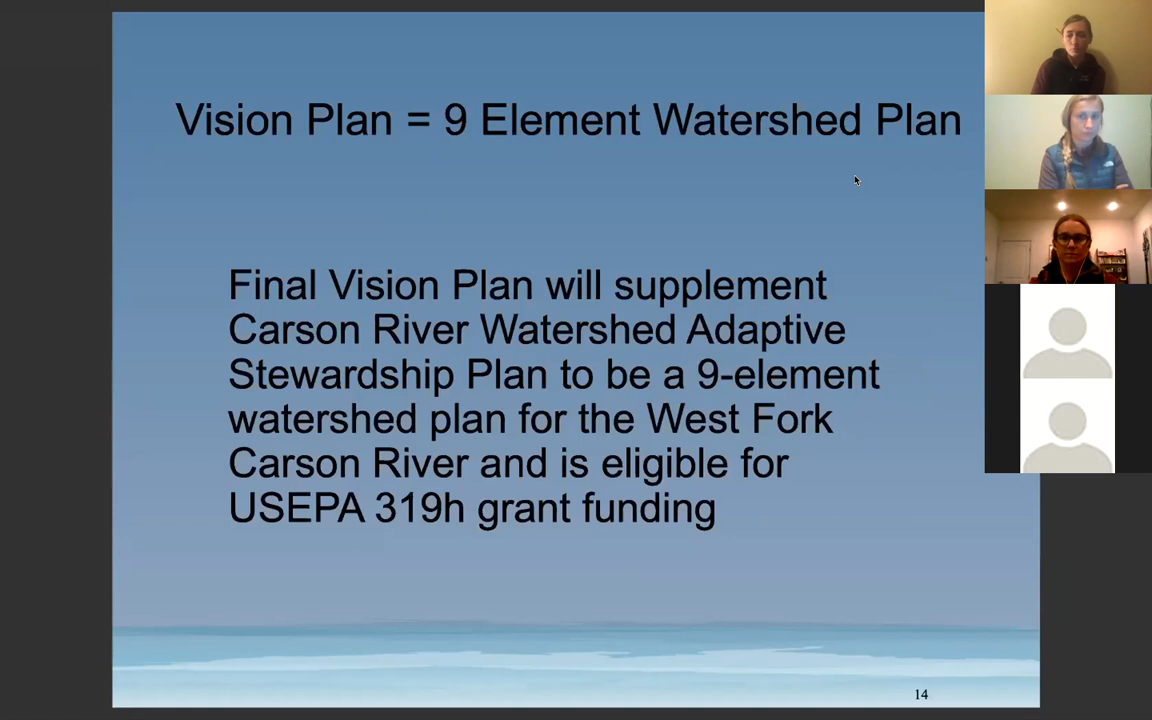 Vision Plan = 9 Element Watershed Plan
Final Vision Plan will supplement
Carson River Watershed Adaptive
Stewardship Plan to be a 9-element
watershed plan for the West Fork
Carson River and is eligible for
USEPA 319h grant funding
14